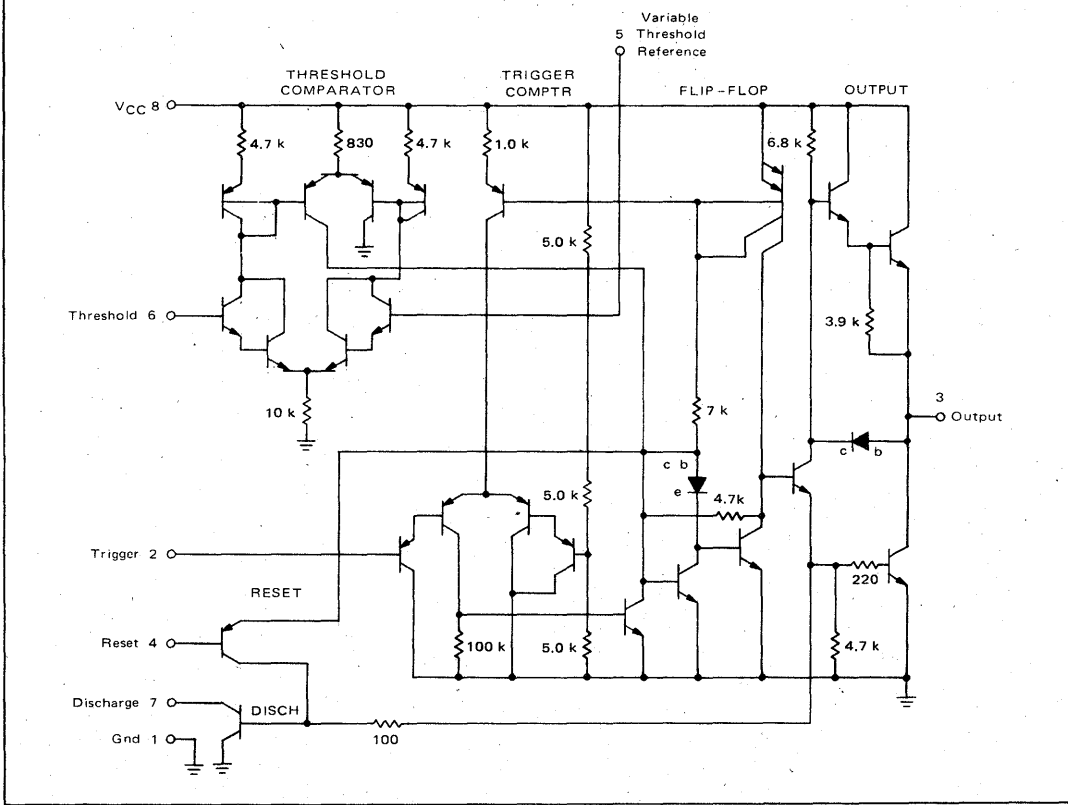 Variable
5 Threshold
Reference
THRESHOLD
COMPARATOR
TRIGGER
COMPTR
FLIP-FLOP
OUTPUT
VCC 8
4.7 k
830
4.7 k
1.0 k
6.8 k
5.0 k
Threshold 6
3.9 k
10 k
7 k
3
Output
c b
c b
e
5.0 k
4.7k
Trigger 2
220
RESET
Reset 4
100 k
5.0 k
4.7 k
Discharge 7
DISCH
Gnd 1
100